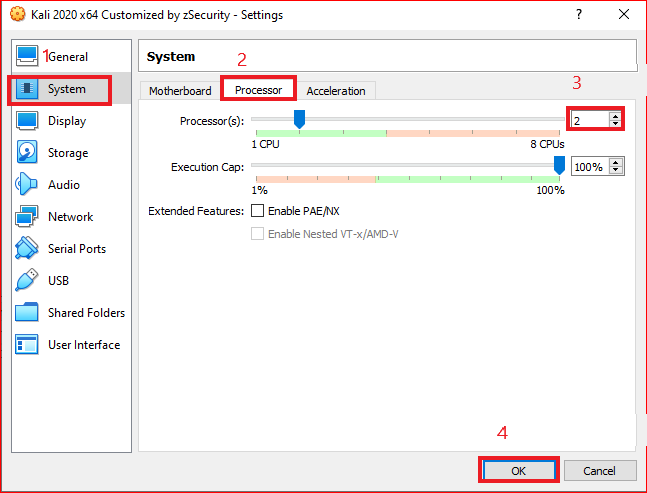 Kali 2020 x64 Customized by zSecurity - Settings
?
1
General
System
Display
Storage
Audio
Network
Serial Ports
USB
Shared Folders
User Interface
System
2
Motherboard
Processor
Acceleration
3
Processor(s):
2
1 CPU
8 CPUs
Execution Cap:
100%
1%
100%
Extended Features:
Enable PAE/NX
Enable Nested VT-x/AMD-V
4
OK
Cancel